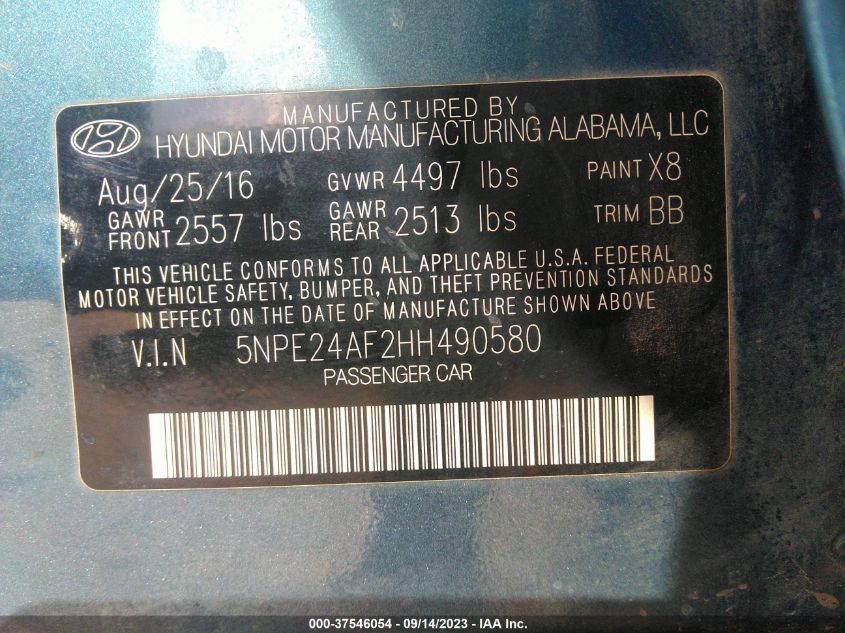 MANUFACTURED BY
HYUNDAI MOTOR MANUFACTURING ALABAMA, LLC
Aug/25/16 GVWR 4497 lbs PAINT X8
GAWR FRONT 2557 lbs GAWR REAR 2513 lbs TRIM BB
THIS VEHICLE CONFORMS TO ALL APPLICABLE U.S.A. FEDERAL
MOTOR VEHICLE SAFETY, BUMPER, AND THEFT PREVENTION STANDARDS
IN EFFECT ON THE DATE OF MANUFACTURE SHOWN ABOVE
V.I.N 5NPE24AF2HH490580
PASSENGER CAR
000-37546054 - 09/14/2023 - IAA Inc.